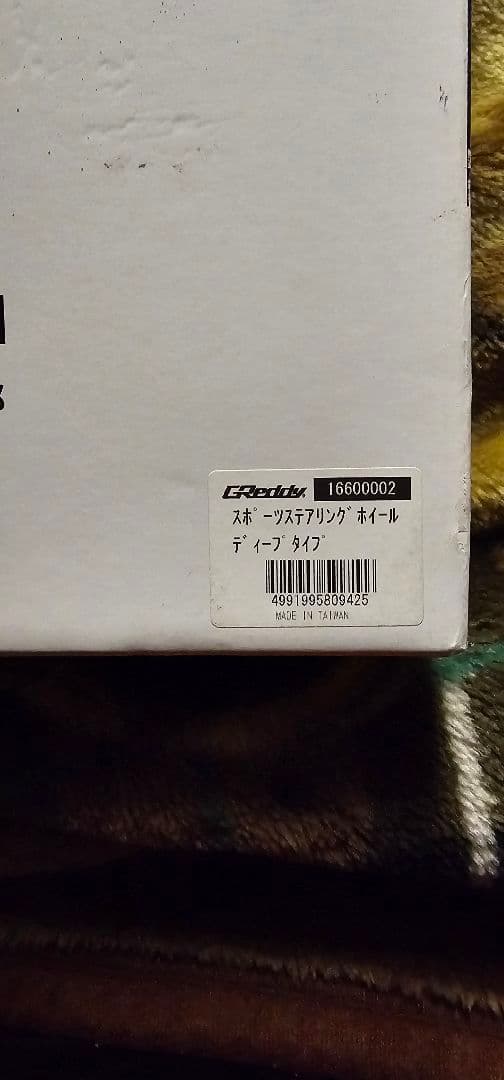 GReddy. 16600002
ｽﾎﾟｰﾂｽﾃｱﾘﾝｸﾞﾎｲｰﾙ
ﾃﾞｨｰﾌﾟﾀｲﾌﾟ
4991995809425
MADE IN TAIWAN